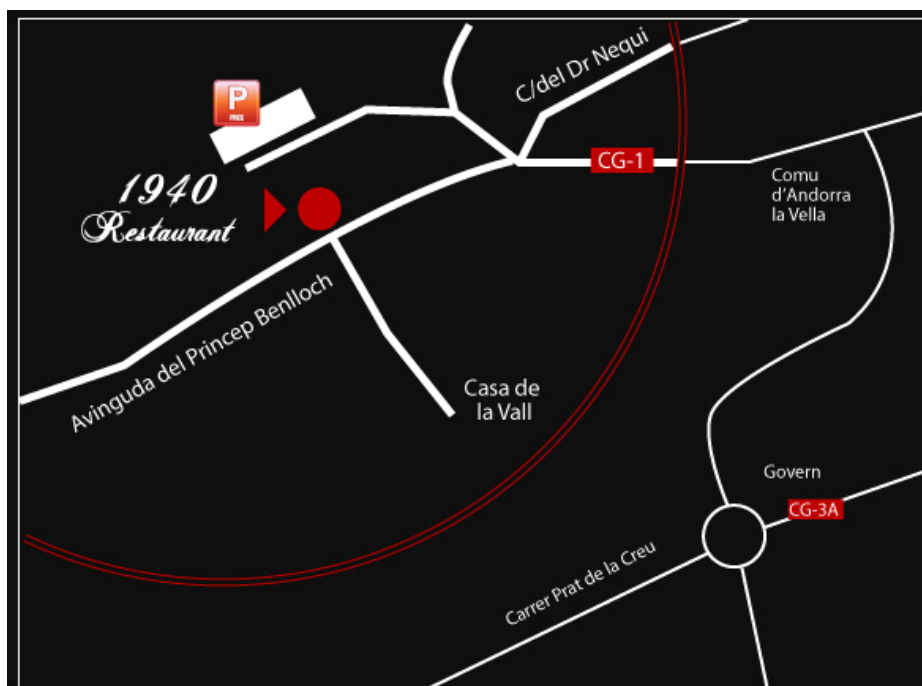 C/del Dr Nequi
P
FREE
CG-1
1940
Restaurant
Comu
d'Andorra
la Vella
Avinguda del Princep Benlloch
Casa de
la Vall
Govern
CG-3A
Carrer Prat de la Creu